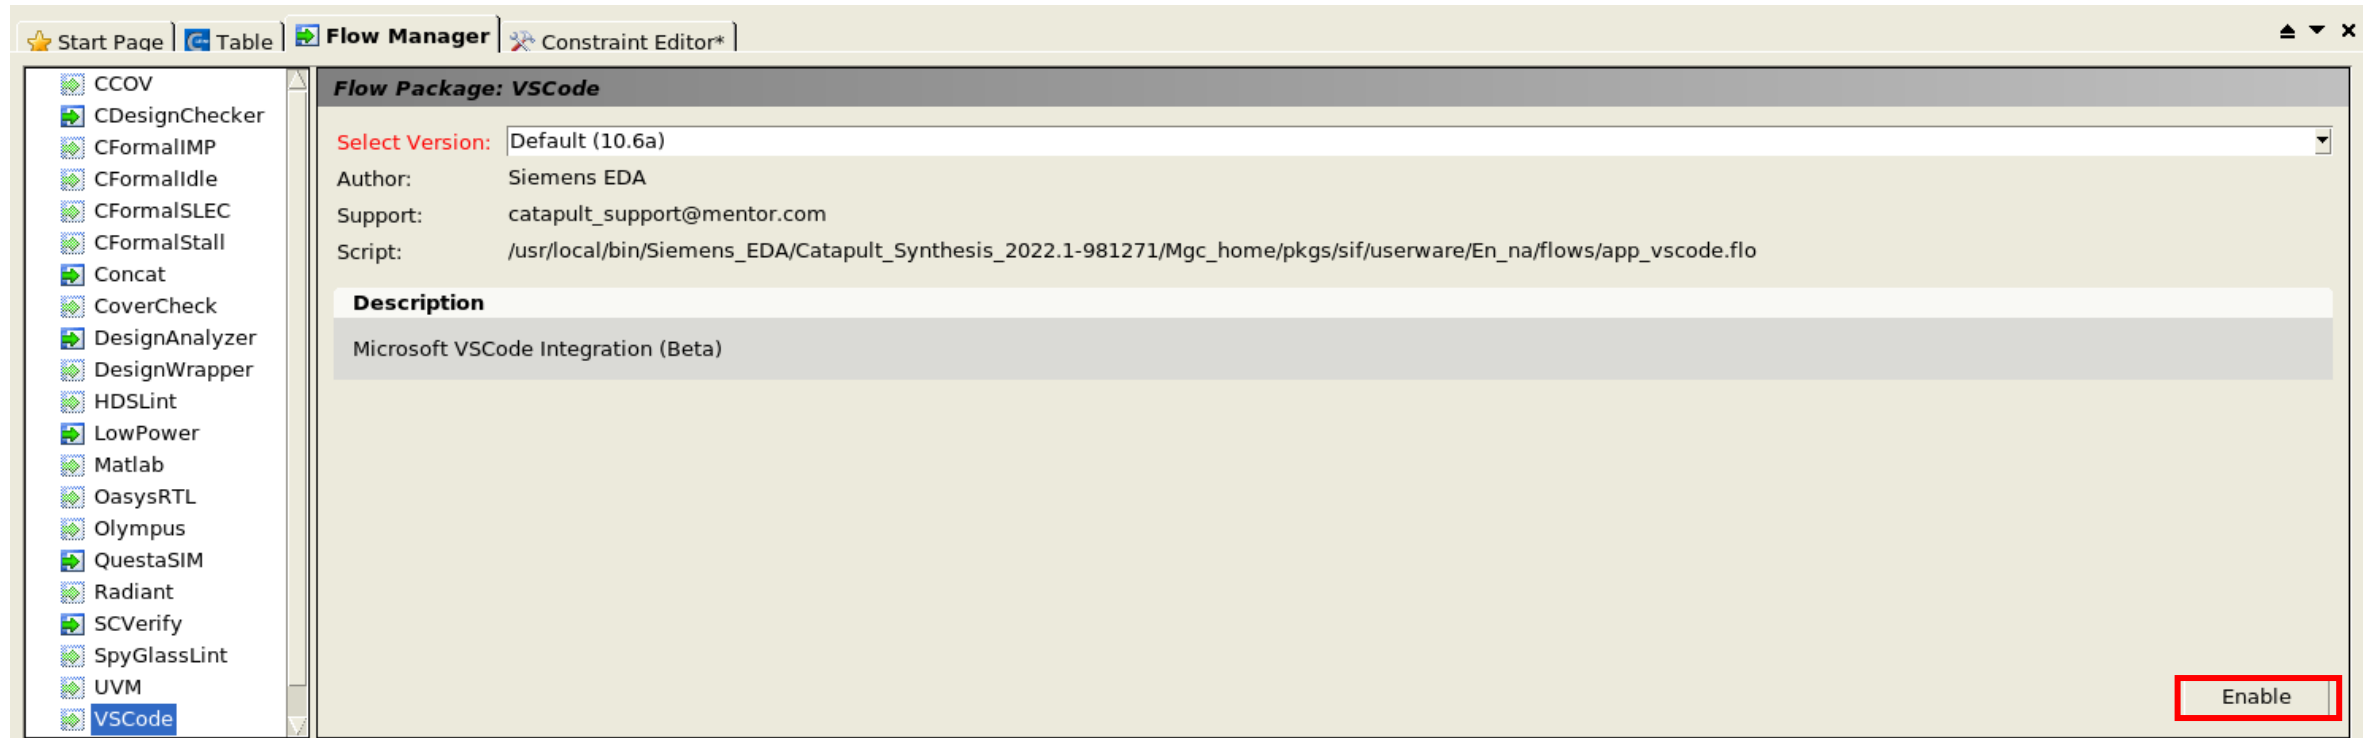 Start Page Table Flow Manager Constraint Editor*
CCOV
CDesignChecker
CFormalIMP
CFormalIdle
CFormalSLEC
CFormalStall
Concat
CoverCheck
DesignAnalyzer
DesignWrapper
HDSLint
LowPower
Matlab
OasysRTL
Olympus
QuestaSIM
Radiant
SCVerify
SpyGlassLint
UVM
VSCode
Flow Package: VSCode
Select Version: Default (10.6a)
Author: Siemens EDA
Support: catapult_support@mentor.com
Script: /usr/local/bin/Siemens_EDA/Catapult_Synthesis_2022.1-981271/Mgc_home/pkgs/sif/userware/En_na/flows/app_vscode.flo
Description
Microsoft VSCode Integration (Beta)
Enable